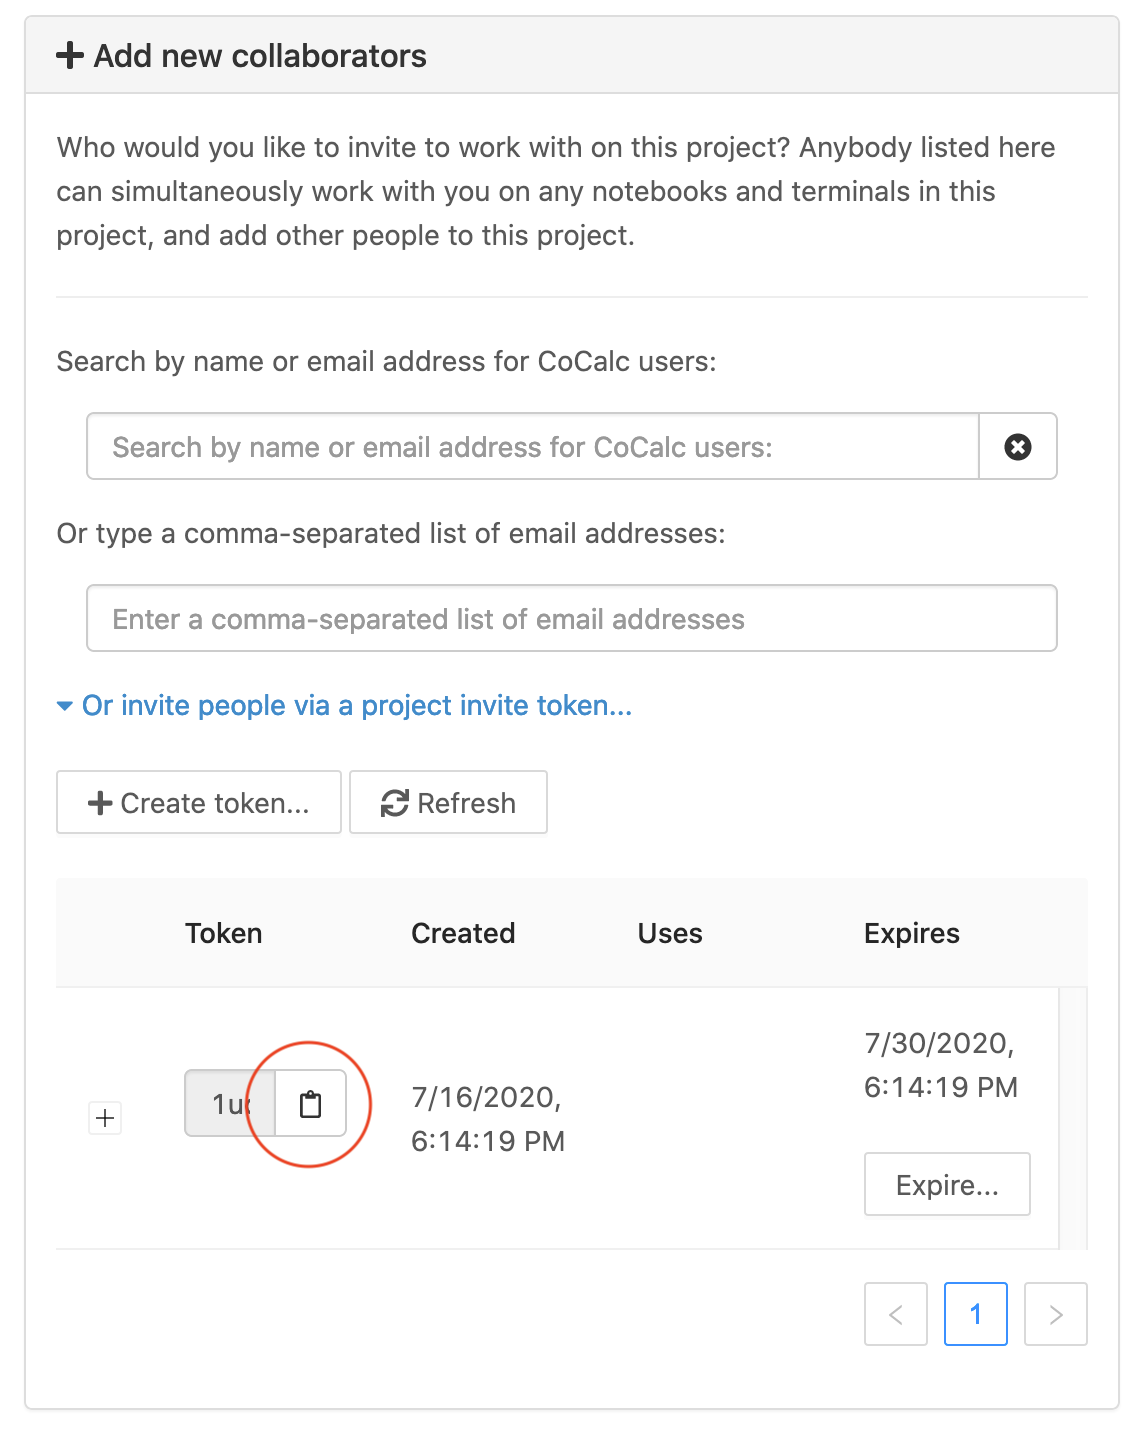 Add new collaborators
Who would you like to invite to work with on this project? Anybody listed here
can simultaneously work with you on any notebooks and terminals in this
project, and add other people to this project.
Search by name or email address for CoCalc users:
Search by name or email address for CoCalc users:
Or type a comma-separated list of email addresses:
Enter a comma-separated list of email addresses
Or invite people via a project invite token...
Create token... Refresh
Token Created Uses Expires
7/30/2020,
6:14:19 PM
1u
7/16/2020,
6:14:19 PM
Expire...
< 1 >